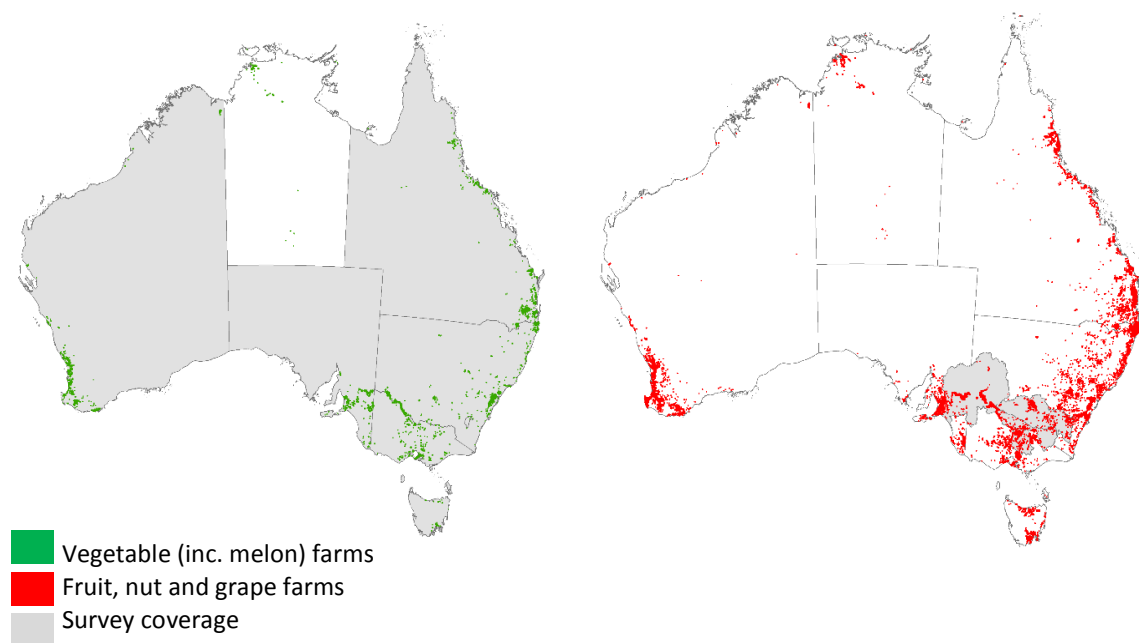 Vegetable (inc. melon) farms
Fruit, nut and grape farms
Survey coverage